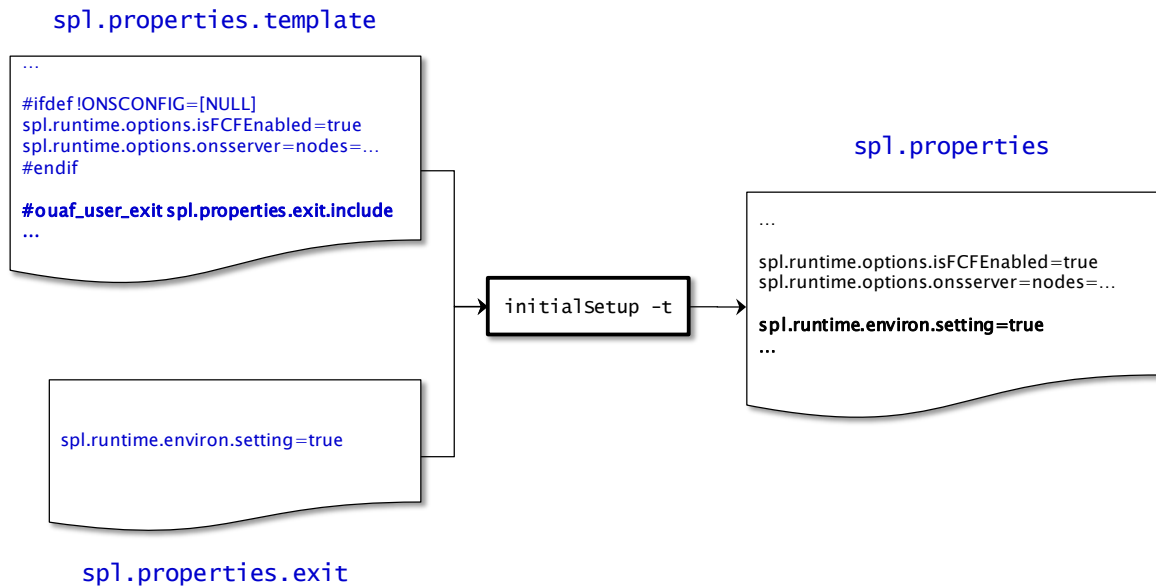 spl.properties.template
...
#ifdef !ONSCONFIG=[NULL]
spl.runtime.options.isFCFEnabled=true
spl.runtime.options.onsserver=nodes=...
#endif
#ouaf_user_exit spl.properties.exit.include
...
spl.runtime.environ.setting=true
spl.properties.exit
initialSetup -t
spl.properties
...
spl.runtime.options.isFCFEnabled=true
spl.runtime.options.onsserver=nodes=...
spl.runtime.environ.setting=true
...